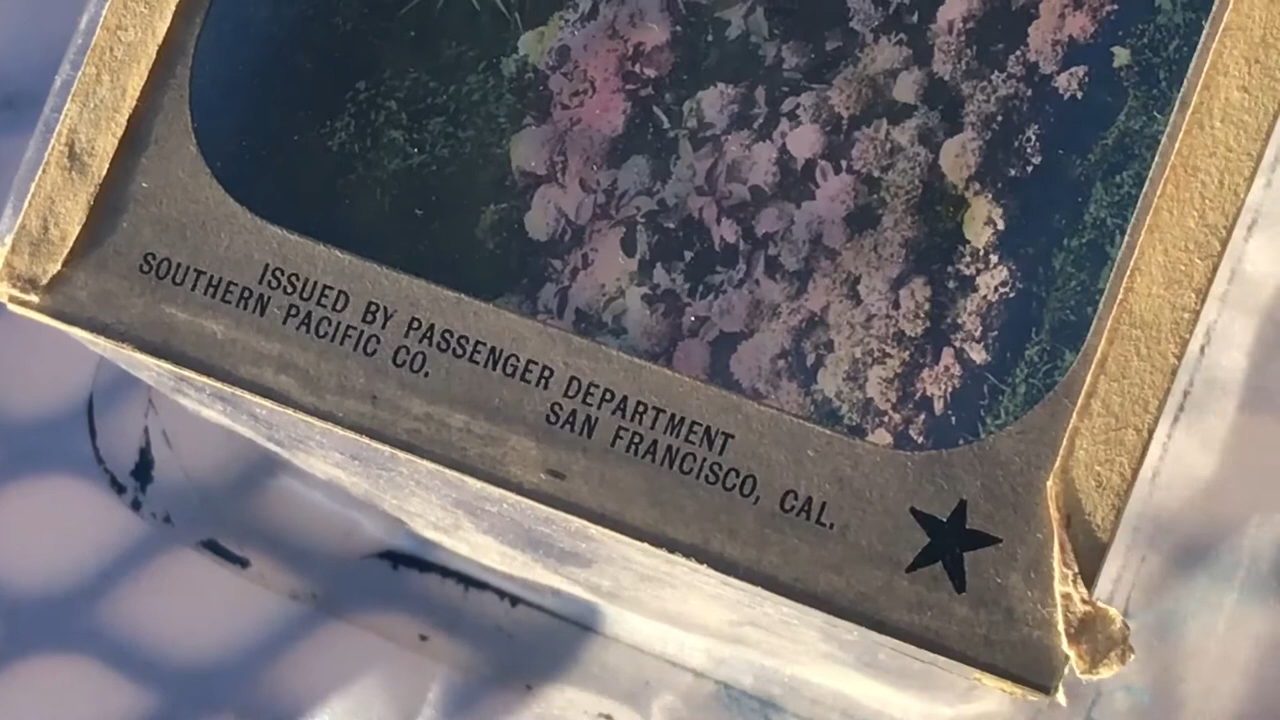 ISSUED BY PASSENGER DEPARTMENT
SOUTHERN PACIFIC CO. SAN FRANCISCO, CAL.